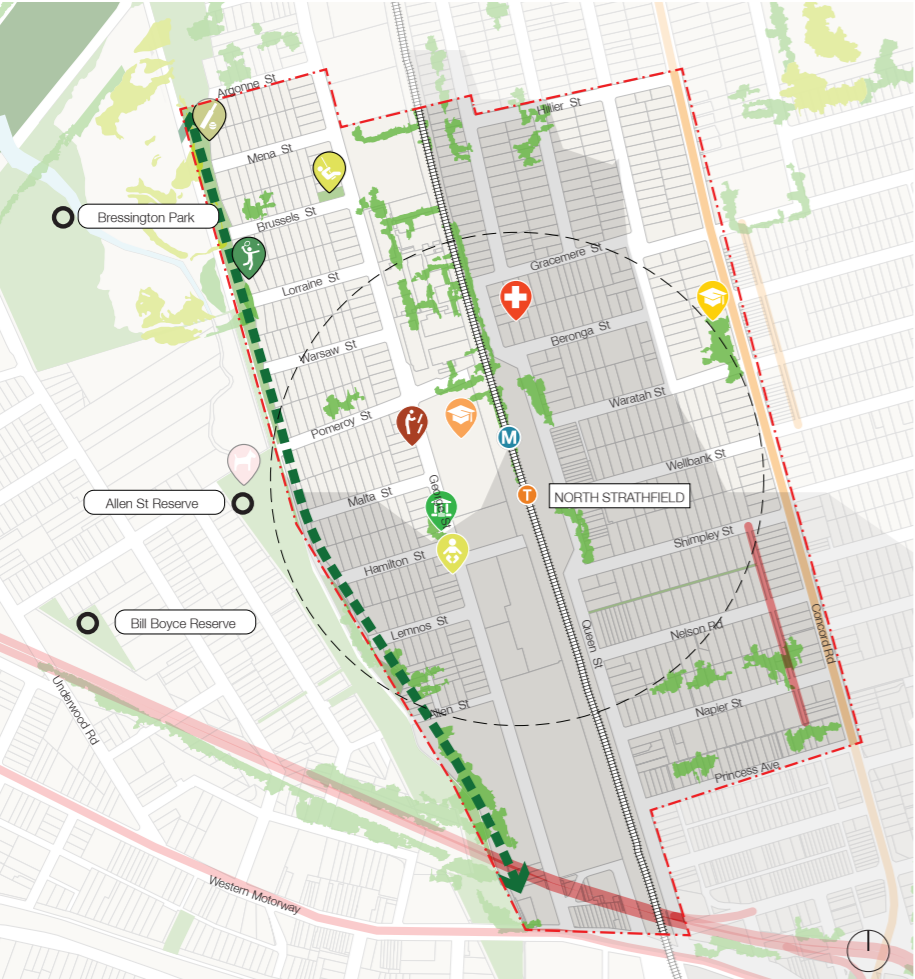 Argonne St
Hillier St
Mena St
Bressington Park
Brussels St
Gracemere St
Lorraine St
Beronga St
Warsaw St
Waratah St
Pomeroy St
M
Wellbank St
George St
Malta St
T
NORTH STRATHFIELD
Allen St Reserve
Shimpley St
Hamilton St
Bill Boyce Reserve
Lemnos St
Nelson Rd
Queen St
Concord Rd
Underwood Rd
Allen St
Napier St
Princess Ave
Western Motorway